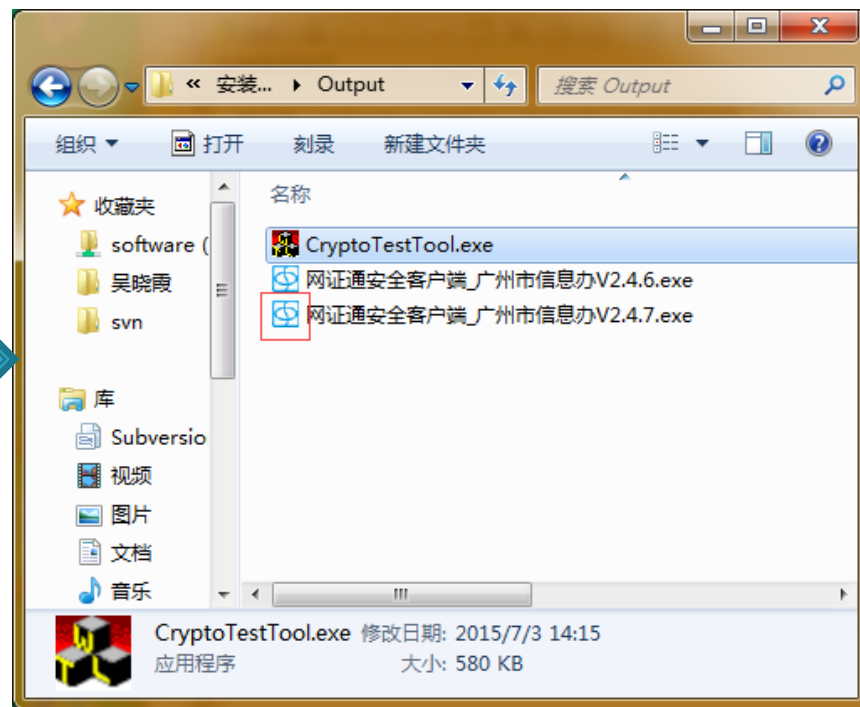 « 安装... ▸ Output
搜索 Output
组织 打开 刻录 新建文件夹
名称
收藏夹
software (
吴晓霞
svn
库
Subversio
视频
图片
文档
音乐
CryptoTestTool.exe
网证通安全客户端_广州市信息办V2.4.6.exe
网证通安全客户端_广州市信息办V2.4.7.exe
CryptoTestTool.exe 修改日期: 2015/7/3 14:15
应用程序 大小: 580 KB